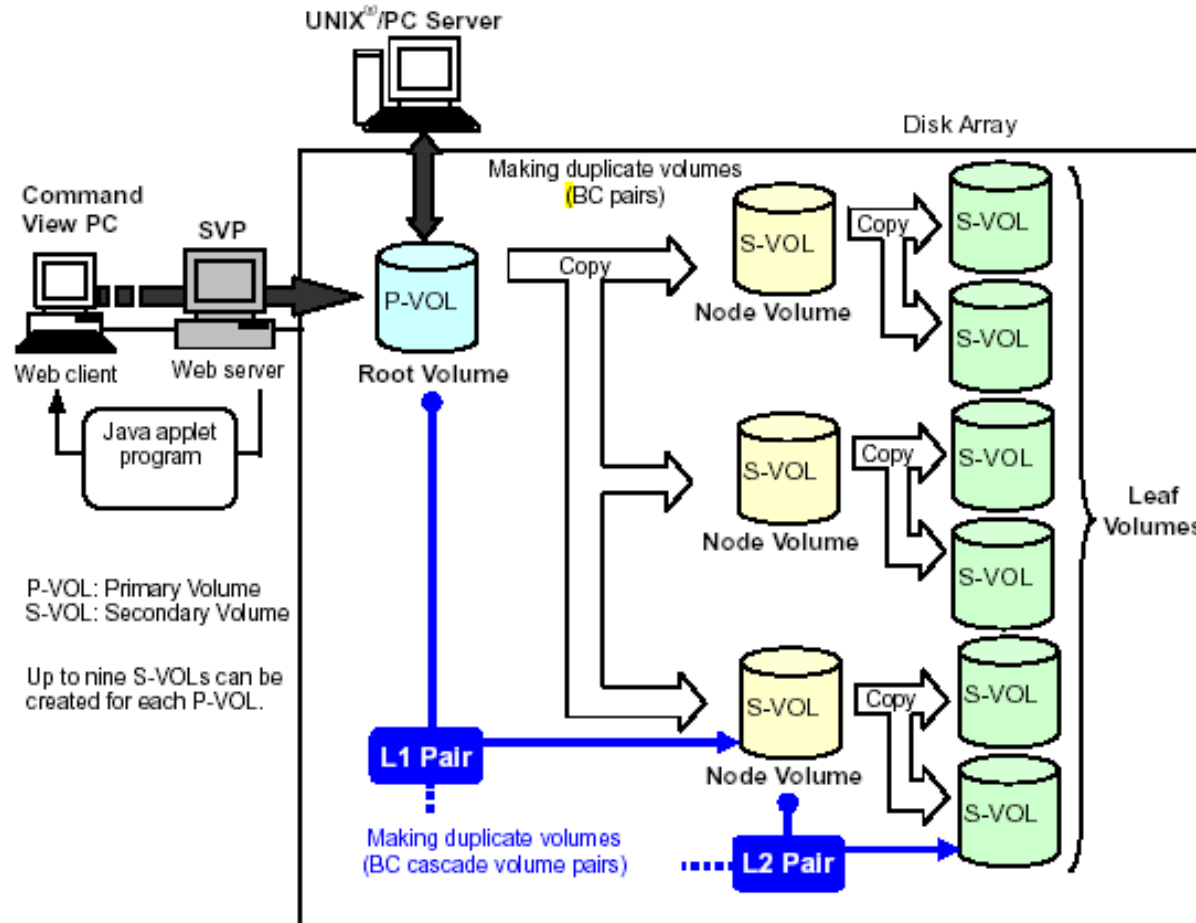 UNIX(R)/PC Server
Disk Array
Making duplicate volumes
(BC pairs)
Command
View PC
SVP
Web client
Web server
Java applet
program
P-VOL
Root Volume
Copy
S-VOL
Node Volume
Copy
S-VOL
S-VOL
S-VOL
Node Volume
Copy
S-VOL
S-VOL
S-VOL
Node Volume
Copy
S-VOL
S-VOL
Leaf
Volumes
P-VOL: Primary Volume
S-VOL: Secondary Volume
Up to nine S-VOLs can be
created for each P-VOL.
L1 Pair
Making duplicate volumes
(BC cascade volume pairs)
L2 Pair